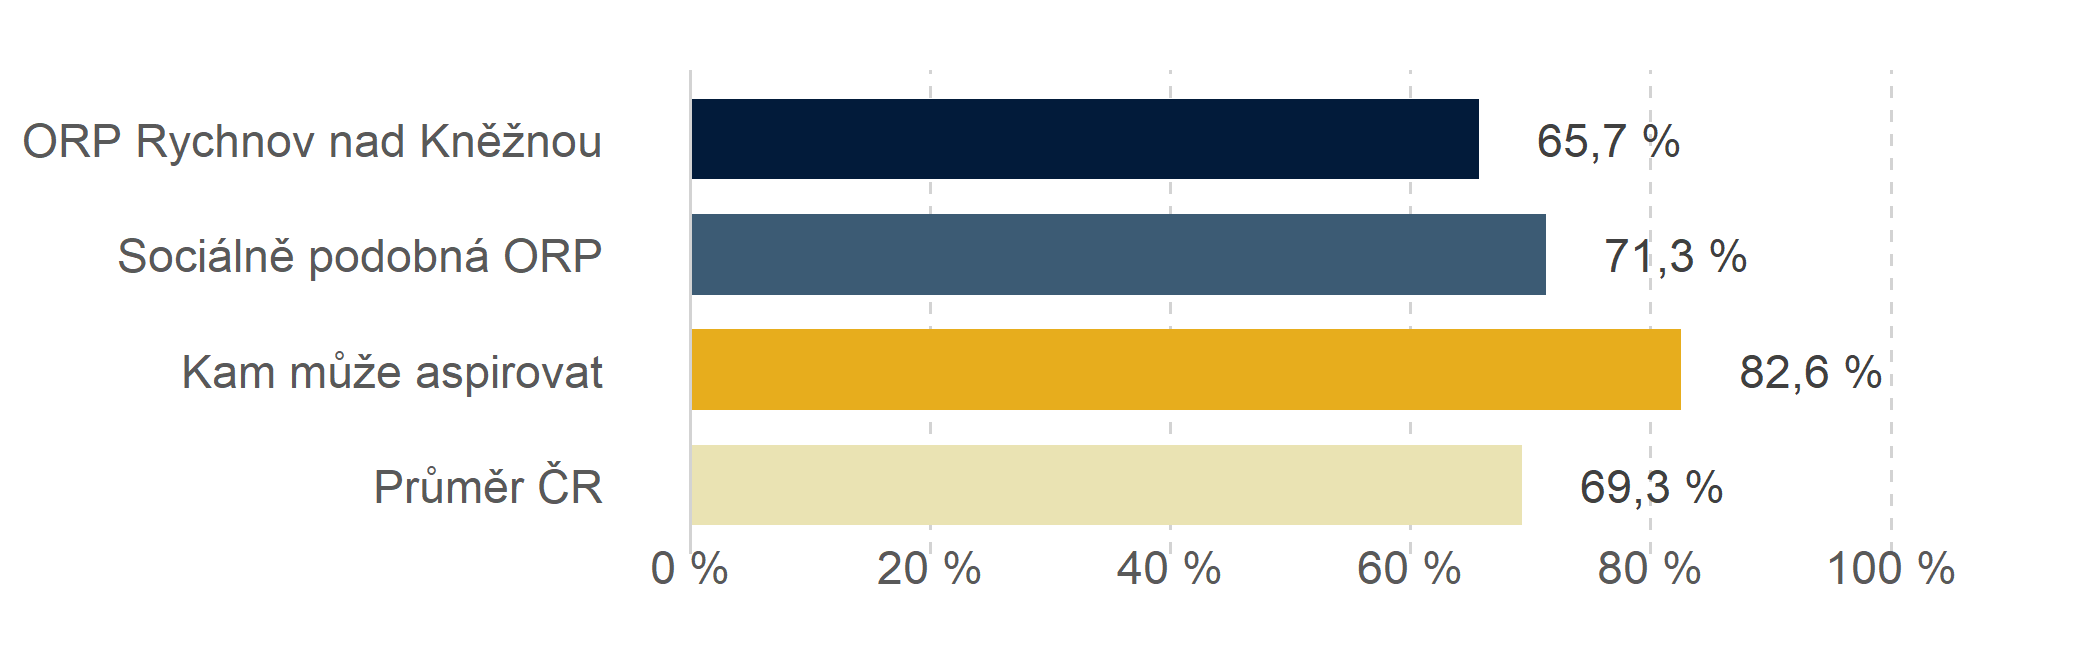 ORP Rychnov nad Kněžnou
65,7 %
Sociálně podobná ORP
71,3 %
Kam může aspirovat
82,6 %
Průměr ČR
69,3 %
0 %
20 %
40 %
60 %
80 %
100 %